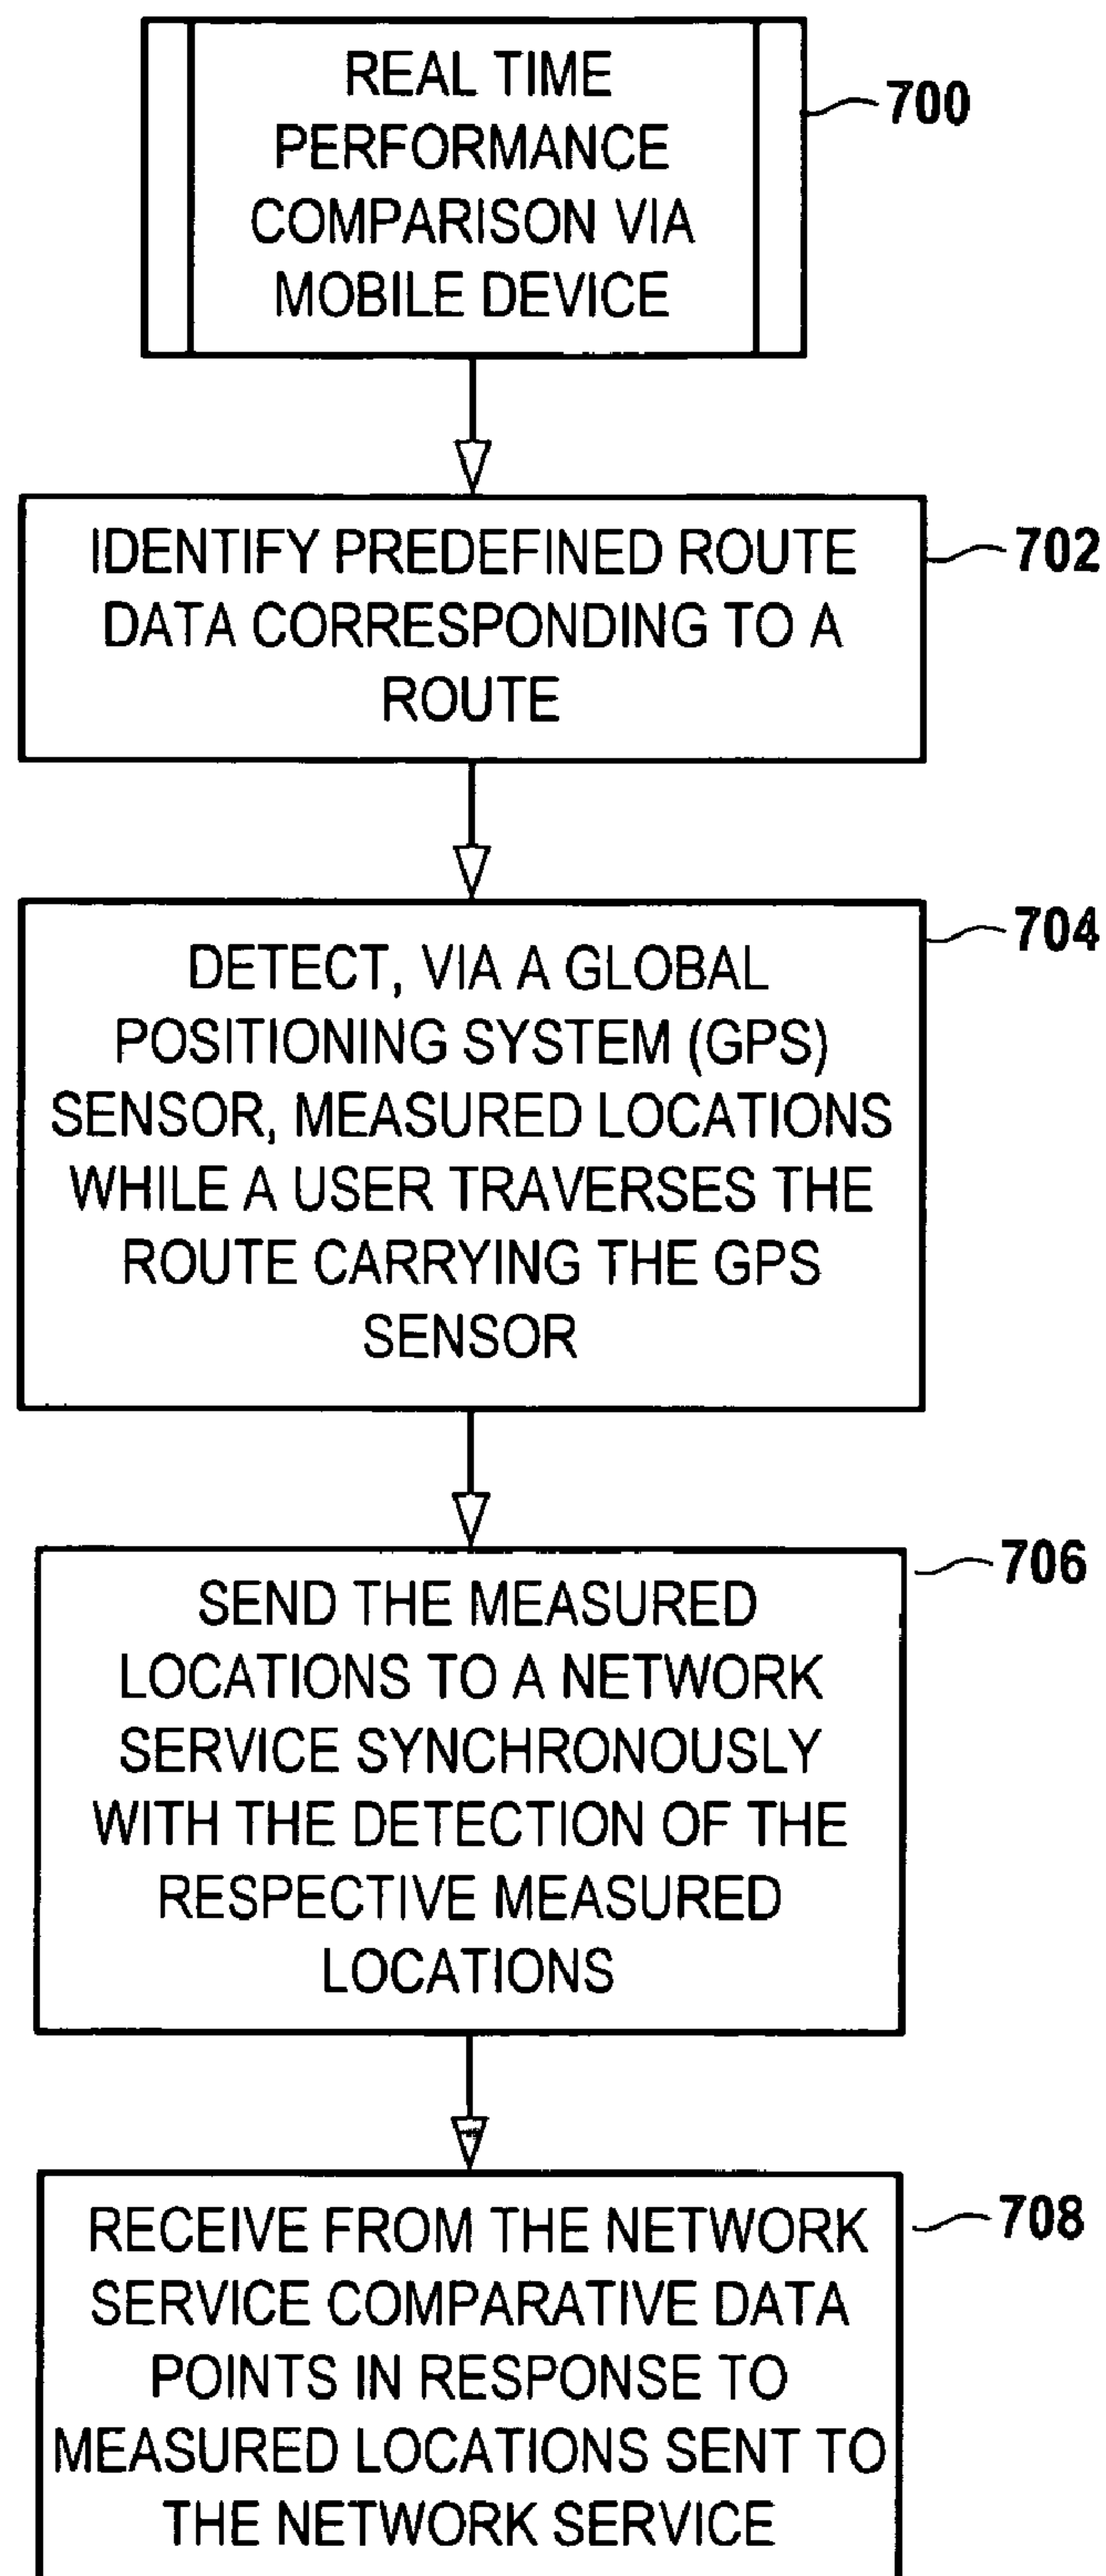 REAL TIME
PERFORMANCE
COMPARISON VIA
MOBILE DEVICE
700
IDENTIFY PREDEFINED ROUTE
DATA CORRESPONDING TO A
ROUTE
702
DETECT, VIA A GLOBAL
POSITIONING SYSTEM (GPS)
SENSOR, MEASURED LOCATIONS
WHILE A USER TRAVERSES THE
ROUTE CARRYING THE GPS
SENSOR
704
SEND THE MEASURED
LOCATIONS TO A NETWORK
SERVICE SYNCHRONOUSLY
WITH THE DETECTION OF THE
RESPECTIVE MEASURED
LOCATIONS
706
RECEIVE FROM THE NETWORK
SERVICE COMPARATIVE DATA
POINTS IN RESPONSE TO
MEASURED LOCATIONS SENT TO
THE NETWORK SERVICE
708